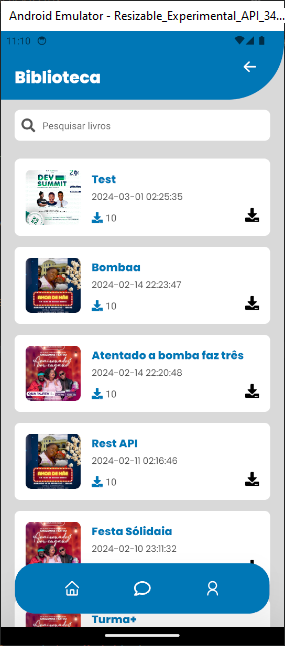 Android Emulator - Resizable_Experimental_API_34...
11:10
Biblioteca
Pesquisar livros
DEV
SUMMIT
Test
2024-03-01 02:25:35
10
Bombaa
2024-02-14 22:23:47
10
Atentado a bomba faz três
2024-02-14 22:20:48
10
Rest API
2024-02-11 02:16:46
10
Festa Sólidaia
2024-02-10 23:11:32
Turma+